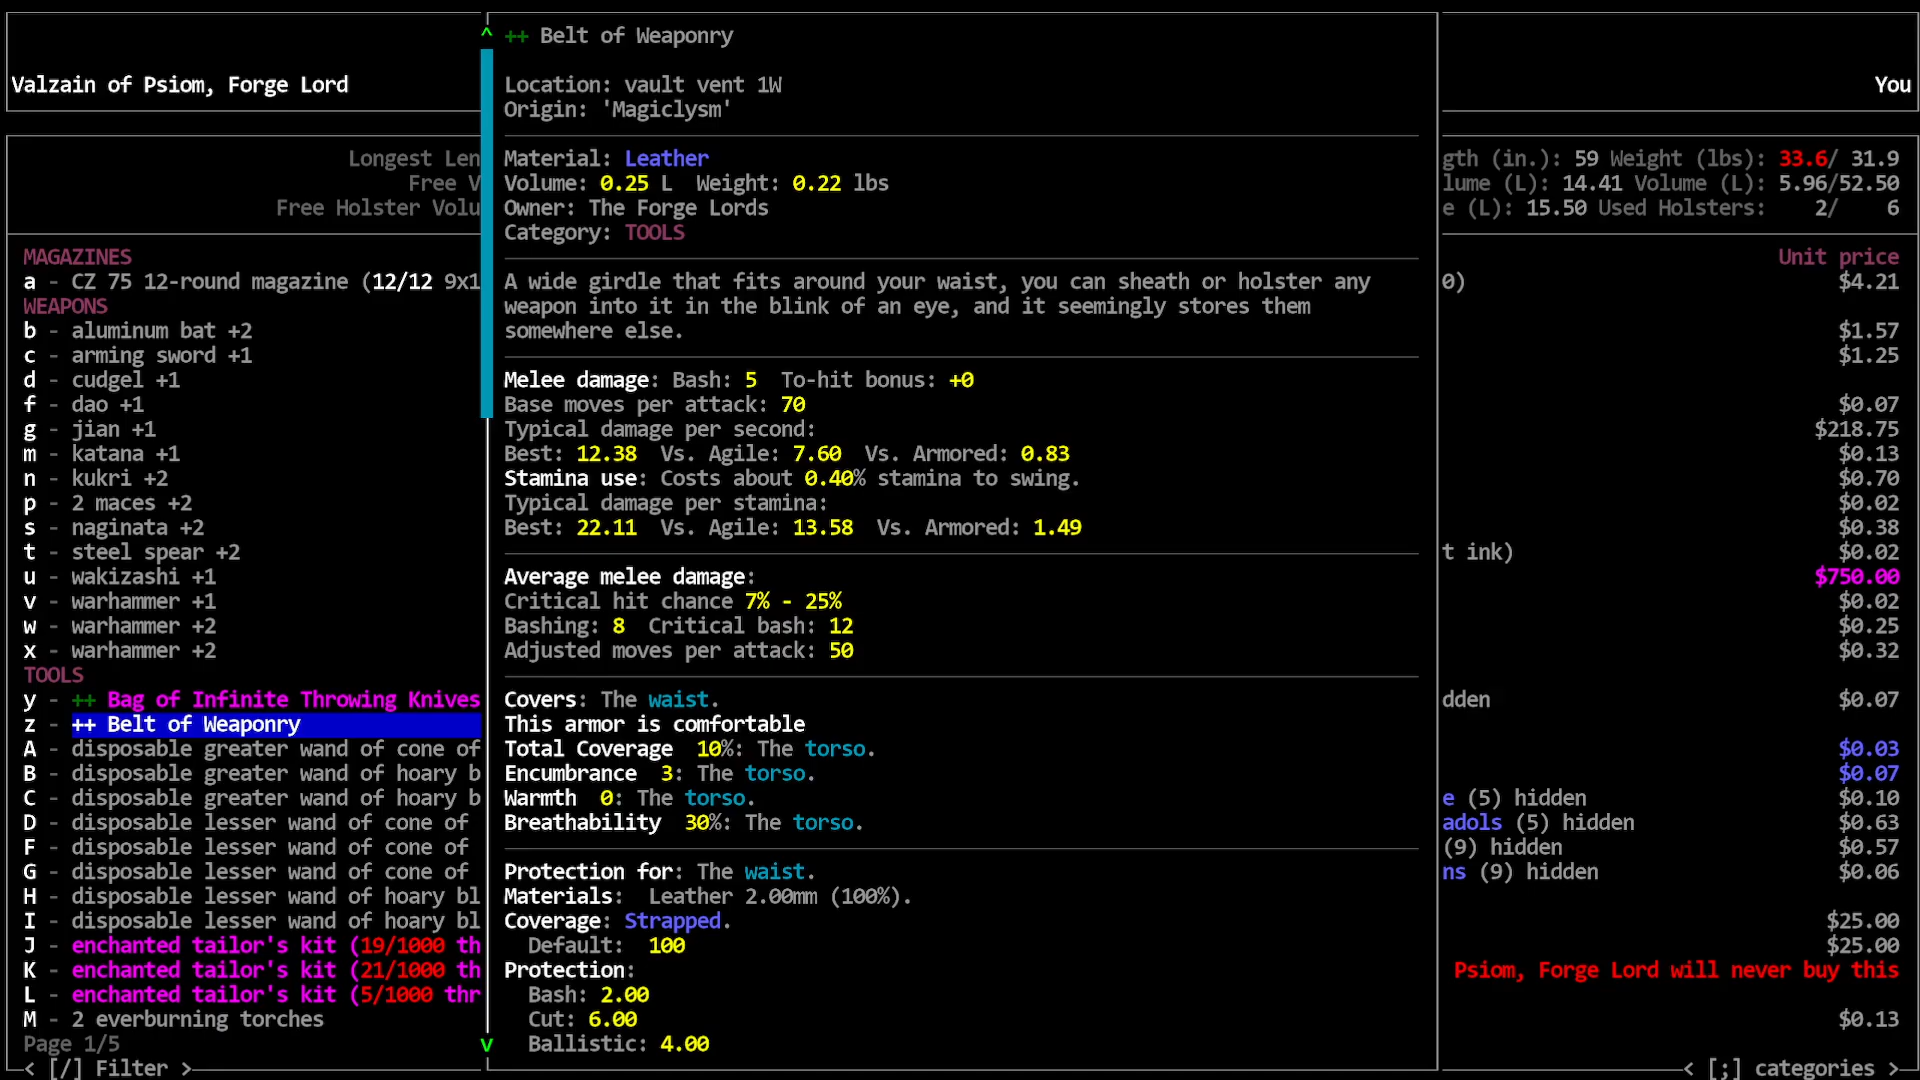 ^ ++ Belt of Weaponry
Valzain of Psiom, Forge Lord
You
Location: vault vent 1W
Origin: 'Magiclysm'
Longest Len
Free V
Free Holster Volu
Material: Leather
Volume: 0.25 L  Weight: 0.22 lbs
Owner: The Forge Lords
Category: TOOLS
gth (in.): 59 Weight (lbs): 33.6/ 31.9
lume (L): 14.41 Volume (L): 5.96/52.50
e (L): 15.50 Used Holsters: 2/ 6
MAGAZINES
a - CZ 75 12-round magazine (12/12 9x1
WEAPONS
b - aluminum bat +2
c - arming sword +1
d - cudgel +1
f - dao +1
g - jian +1
m - katana +1
n - kukri +2
p - 2 maces +2
s - naginata +2
t - steel spear +2
u - wakizashi +1
v - warhammer +1
w - warhammer +2
x - warhammer +2
TOOLS
y - ++ Bag of Infinite Throwing Knives
z - ++ Belt of Weaponry
A - disposable greater wand of cone of
B - disposable greater wand of hoary b
C - disposable greater wand of hoary b
D - disposable lesser wand of cone of
F - disposable lesser wand of cone of
G - disposable lesser wand of cone of
H - disposable lesser wand of hoary bl
I - disposable lesser wand of hoary bl
J - enchanted tailor's kit (19/1000 th
K - enchanted tailor's kit (21/1000 th
L - enchanted tailor's kit (5/1000 thr
M - 2 everburning torches
Page 1/5
< [/] Filter >
A wide girdle that fits around your waist, you can sheath or holster any
weapon into it in the blink of an eye, and it seemingly stores them
somewhere else.
Melee damage: Bash: 5  To-hit bonus: +0
Base moves per attack: 70
Typical damage per second:
Best: 12.38  Vs. Agile: 7.60  Vs. Armored: 0.83
Stamina use: Costs about 0.40% stamina to swing.
Typical damage per stamina:
Best: 22.11  Vs. Agile: 13.58  Vs. Armored: 1.49
Average melee damage:
Critical hit chance 7% - 25%
Bashing: 8  Critical bash: 12
Adjusted moves per attack: 50
Covers: The waist.
This armor is comfortable
Total Coverage  10%: The torso.
Encumbrance  3: The torso.
Warmth  0: The torso.
Breathability  30%: The torso.
Protection for: The waist.
Materials:  Leather 2.00mm (100%).
Coverage: Strapped.
Default:  100
Protection:
Bash: 2.00
Cut: 6.00
v Ballistic: 4.00
Unit price
0) $4.21
$1.57
$1.25
$0.07
$218.75
$0.13
$0.70
$0.02
$0.38
t ink) $0.02
$750.00
$0.02
$0.25
$0.32
dden $0.07
$0.03
$0.07
e (5) hidden $0.10
adols (5) hidden $0.63
(9) hidden $0.57
ns (9) hidden $0.06
$25.00
$25.00
Psiom, Forge Lord will never buy this
$0.13
< [;] categories >